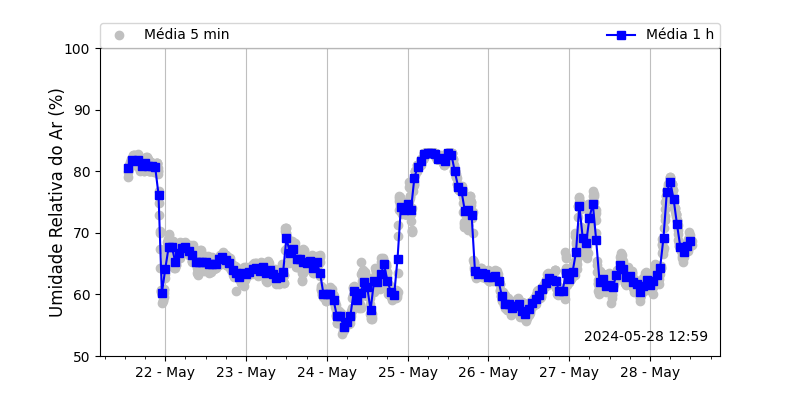 Média 5 min
Média 1 h
Umidade Relativa do Ar (%)
100
90
80
70
60
50
2024-05-28 12:59
22 - May
23 - May
24 - May
25 - May
26 - May
27 - May
28 - May